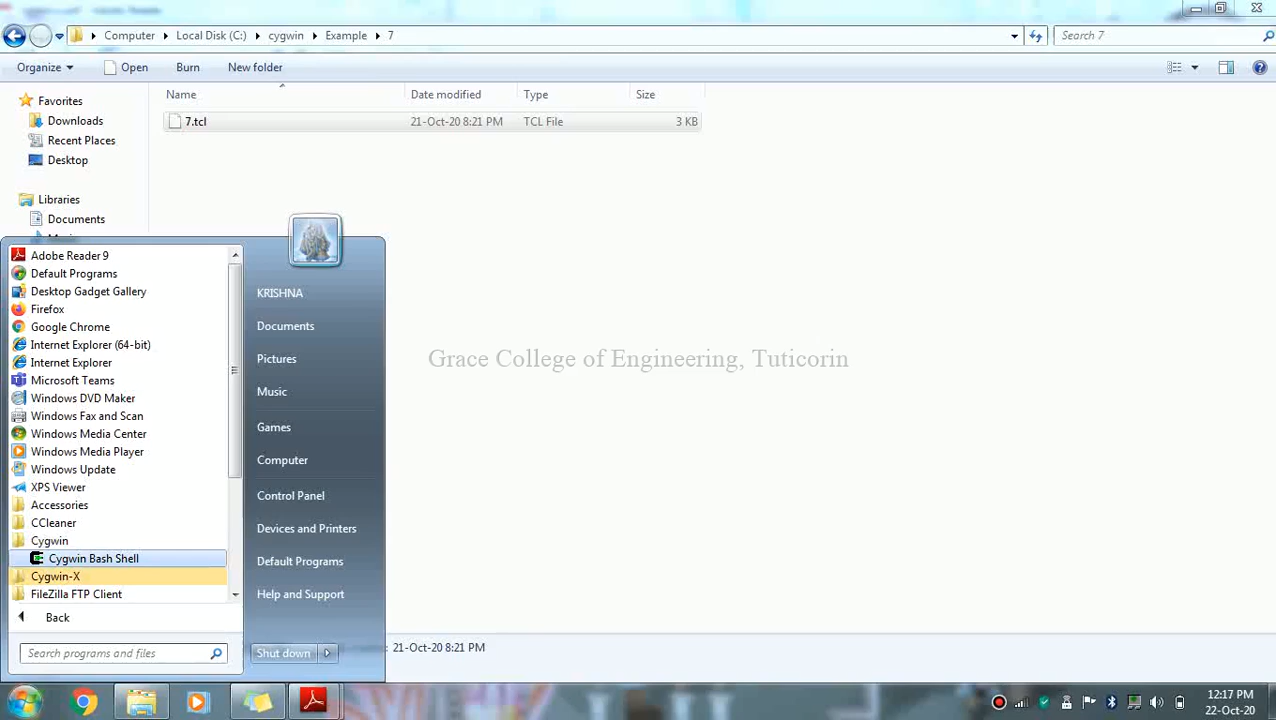 Computer Local Disk (C:) cygwin Example 7
Search 7
Organize Open Burn New folder
Name Date modified Type Size
7.tcl 21-Oct-20 8:21 PM TCL File 3 KB
Favorites
Downloads
Recent Places
Desktop
Libraries
Documents
Adobe Reader 9
Default Programs
Desktop Gadget Gallery
Firefox
Google Chrome
Internet Explorer (64-bit)
Internet Explorer
Microsoft Teams
Windows DVD Maker
Windows Fax and Scan
Windows Media Center
Windows Media Player
Windows Update
XPS Viewer
Accessories
CCleaner
Cygwin
Cygwin Bash Shell
Cygwin-X
FileZilla FTP Client
Back
Search programs and files
KRISHNA
Documents
Pictures
Music
Games
Computer
Control Panel
Devices and Printers
Default Programs
Help and Support
Shut down
Grace College of Engineering, Tuticorin
: 21-Oct-20 8:21 PM
12:17 PM
22-Oct-20